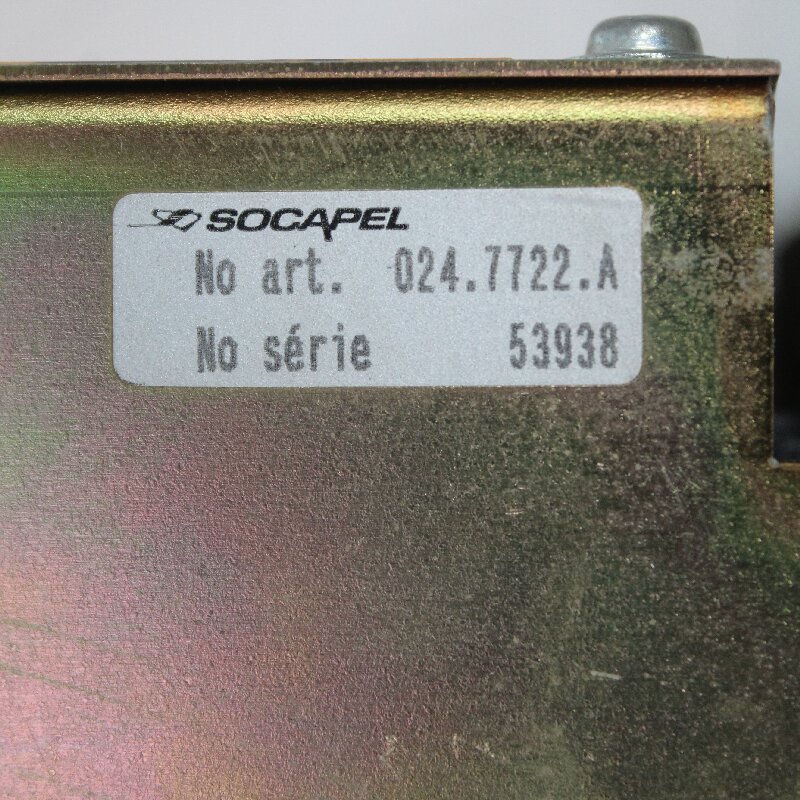 SOCAPEL
No art. 024.7722.A
No série 53938